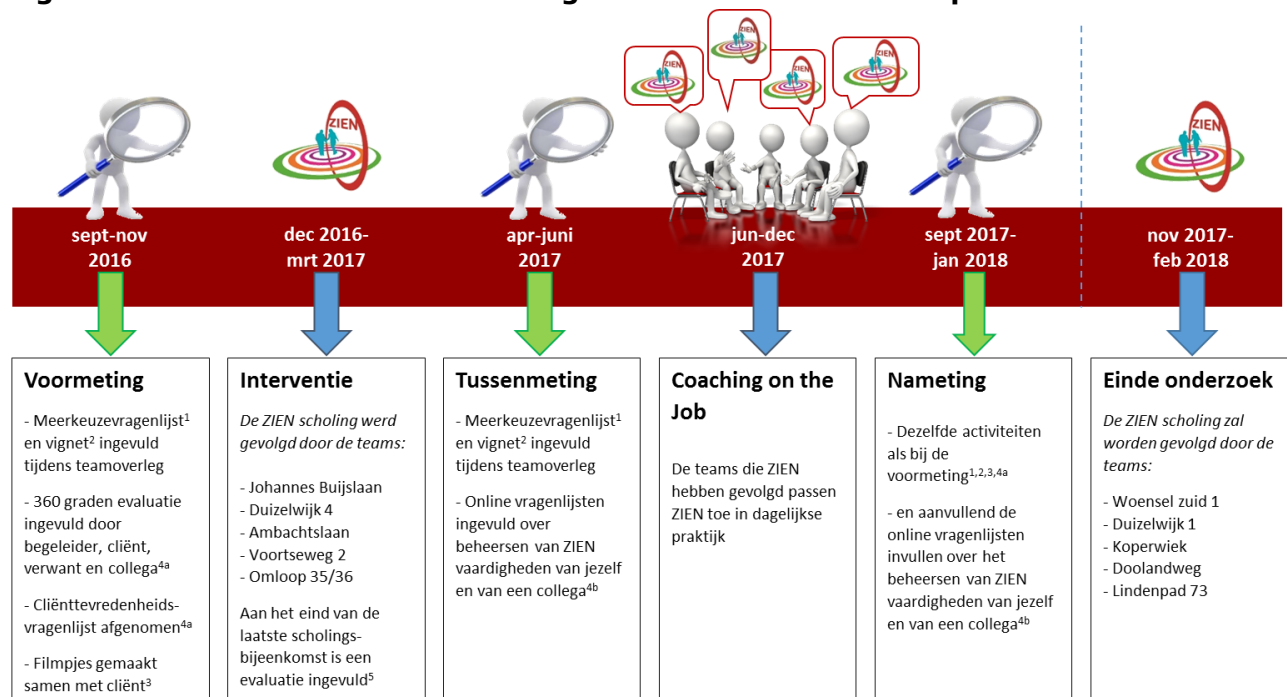 ZIEN
ZIEN
ZIEN
ZIEN
ZIEN
ZIEN
sept-nov
2016
dec 2016-
mrt 2017
apr-juni
2017
jun-dec
2017
sept 2017-
jan 2018
nov 2017-
feb 2018
Voormeting
- Meerkeuzevragenlijst¹
en vignet² ingevuld
tijdens teamoverleg
- 360 graden evaluatie
ingevuld door
begeleider, cliënt,
verwant en collega⁴ᵃ
- Cliënttevredenheids-
vragenlijst afgenomen⁴ᵃ
- Filmpjes gemaakt
samen met cliënt³
Interventie
De ZIEN scholing werd
gevolgd door de teams:
- Johannes Buijslaan
- Duizelwijk 4
- Ambachtslaan
- Voortseweg 2
- Omloop 35/36
Aan het eind van de
laatste scholings-
bijeenkomst is een
evaluatie ingevuld⁵
Tussenmeting
- Meerkeuzevragenlijst¹
en vignet² ingevuld
tijdens teamoverleg
- Online vragenlijsten
ingevuld over
beheersen van ZIEN
vaardigheden van jezelf
en van een collega⁴ᵇ
Coaching on the
Job
De teams die ZIEN
hebben gevolgd passen
ZIEN toe in dagelijkse
praktijk
Nameting
- Dezelfde activiteiten
als bij de
voormeting¹,²,³,⁴ᵃ
- en aanvullend de
online vragenlijsten
invullen over het
beheersen van ZIEN
vaardigheden van jezelf
en van een collega⁴ᵇ
Einde onderzoek
De ZIEN scholing zal
worden gevolgd door de
teams:
- Woensel zuid 1
- Duizelwijk 1
- Koperwiek
- Doolandweg
- Lindenpad 73